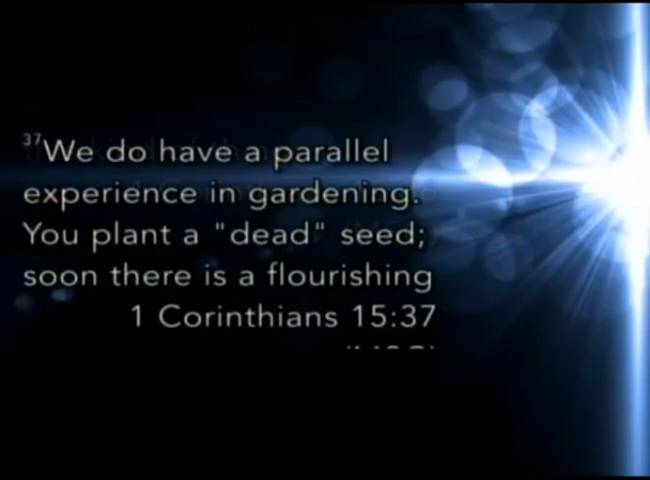 37We do have a parallel
experience in gardening.
You plant a "dead" seed;
soon there is a flourishing
1 Corinthians 15:37